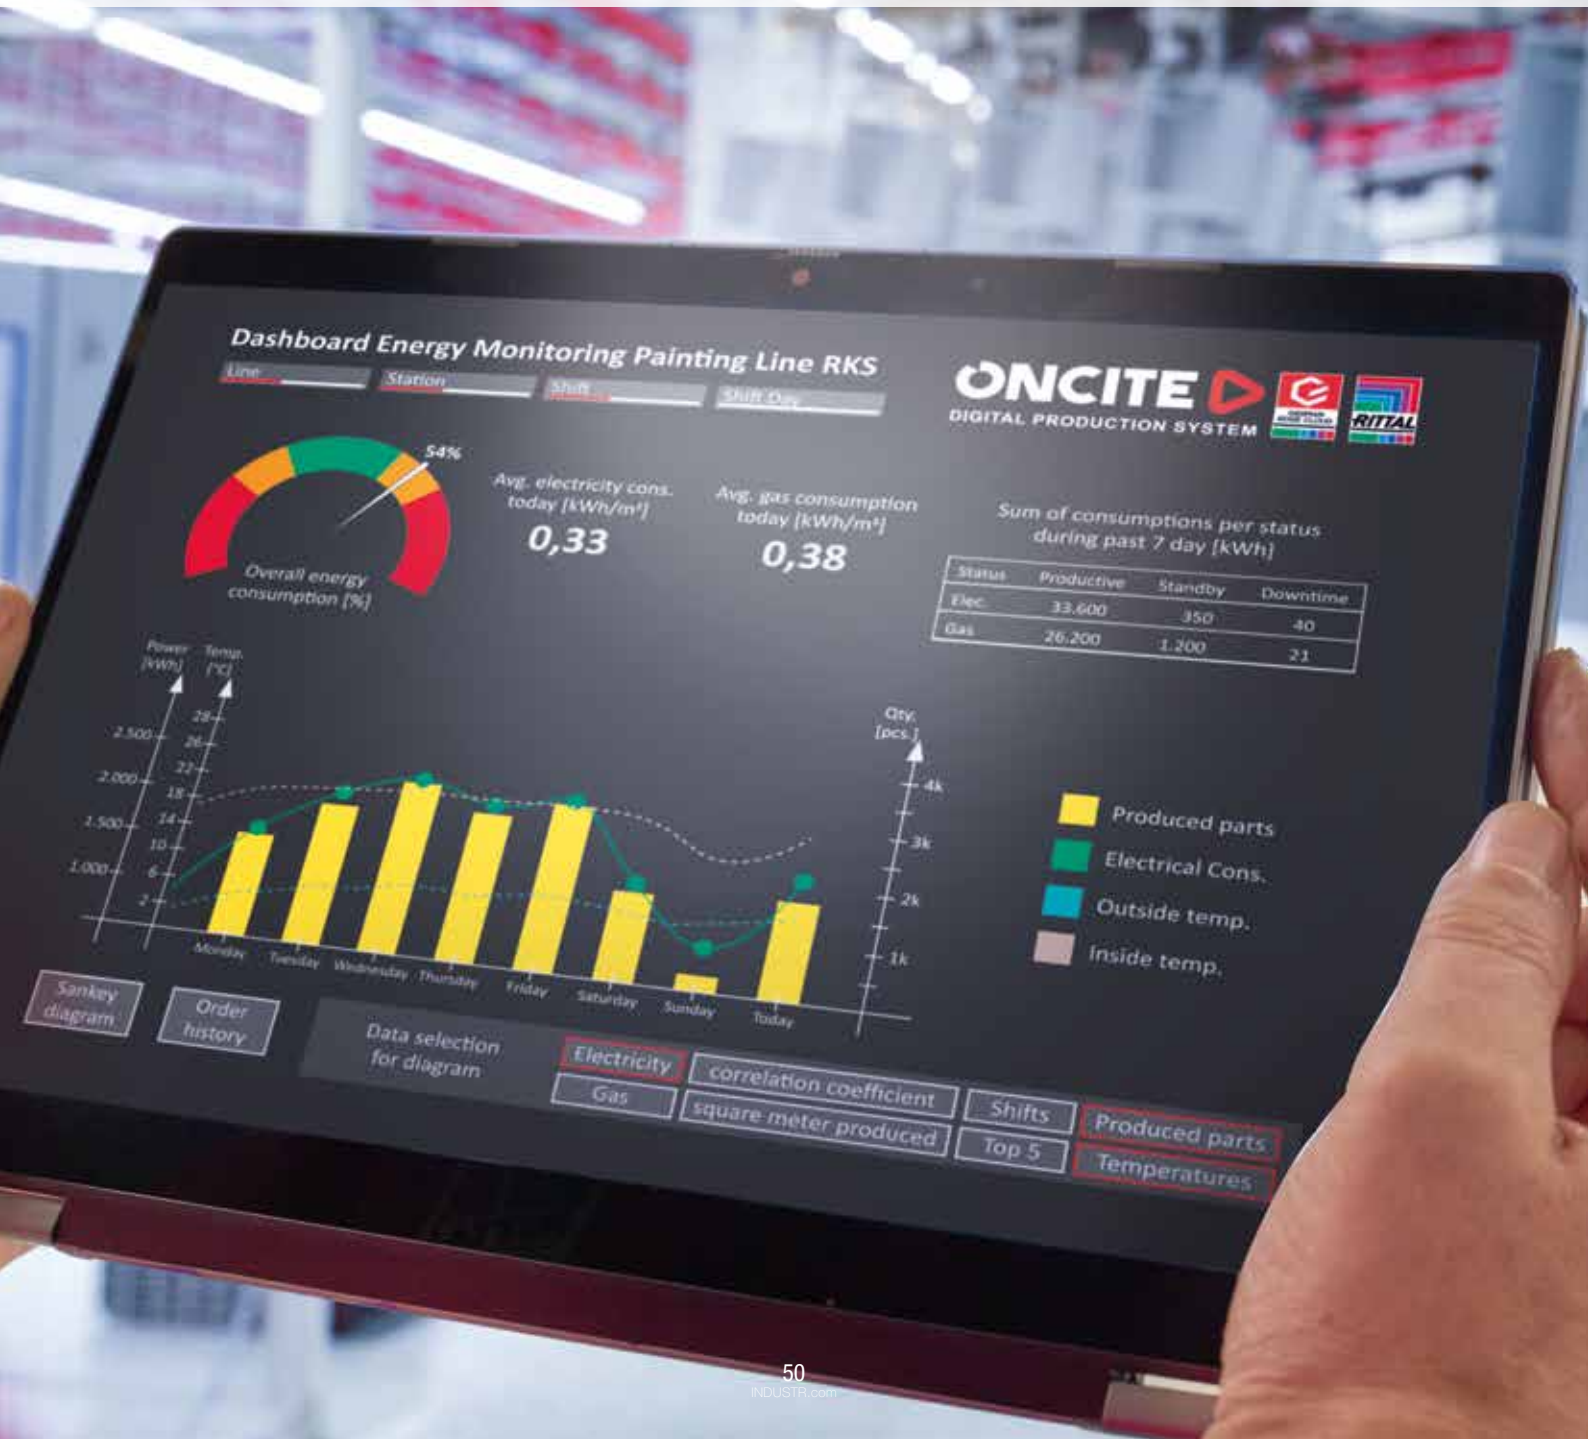 Dashboard Energy Monitoring Painting Line RKS
Line
Station
Shift
Shift Day
ONCITE
DIGITAL PRODUCTION SYSTEM
RITTAL
54%
Overall energy
consumption [%]
Avg. electricity cons.
today [kWh/m²]
0,33
Avg. gas consumption
today [kWh/m²]
0,38
Sum of consumptions per status
during past 7 day [kWh]
Status Productive Standby Downtime
Elec. 33.600 350 40
Gas 26.200 1.200 21
Power
[kWh]
Temp.
[°C]
2.500
2.000
1.500
1.000
28
26
22
18
14
10
6
2
Qty.
[pcs.]
4k
3k
2k
1k
Monday Tuesday Wednesday Thursday Friday Saturday Sunday Today
Produced parts
Electrical Cons.
Outside temp.
Inside temp.
Sankey
diagram
Order
history
Data selection
for diagram
Electricity
correlation coefficient
Shifts
Produced parts
Gas
square meter produced
Top 5
Temperatures
50
INDUSTR.com